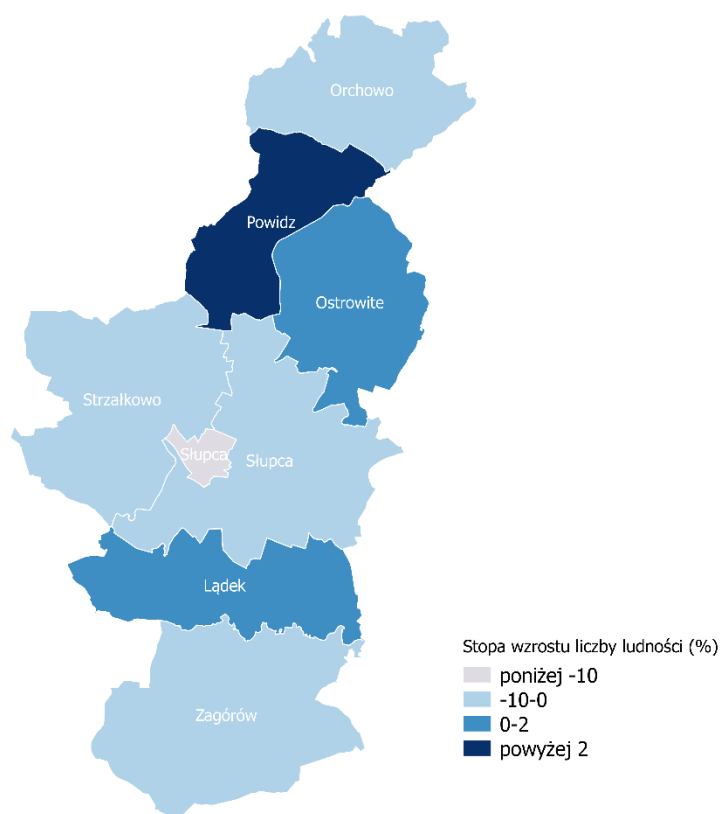 Orchowo
Powidz
Ostrowite
Strzałkowo
Słupca
Słupca
Lądek
Zagórów
Stopa wzrostu liczby ludności (%)
poniżej -10
-10-0
0-2
powyżej 2